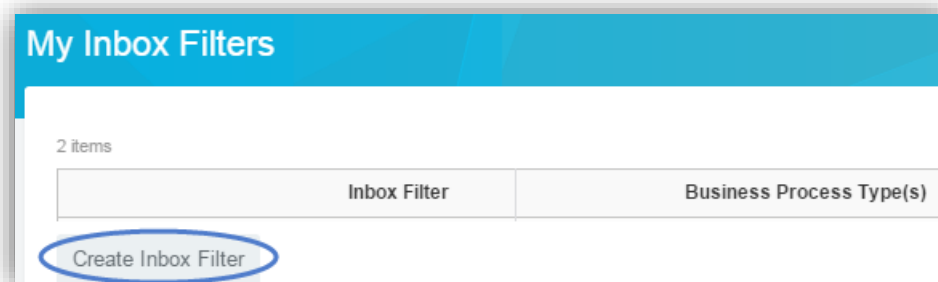 My Inbox Filters
2 items
Inbox Filter Business Process Type(s)
Create Inbox Filter